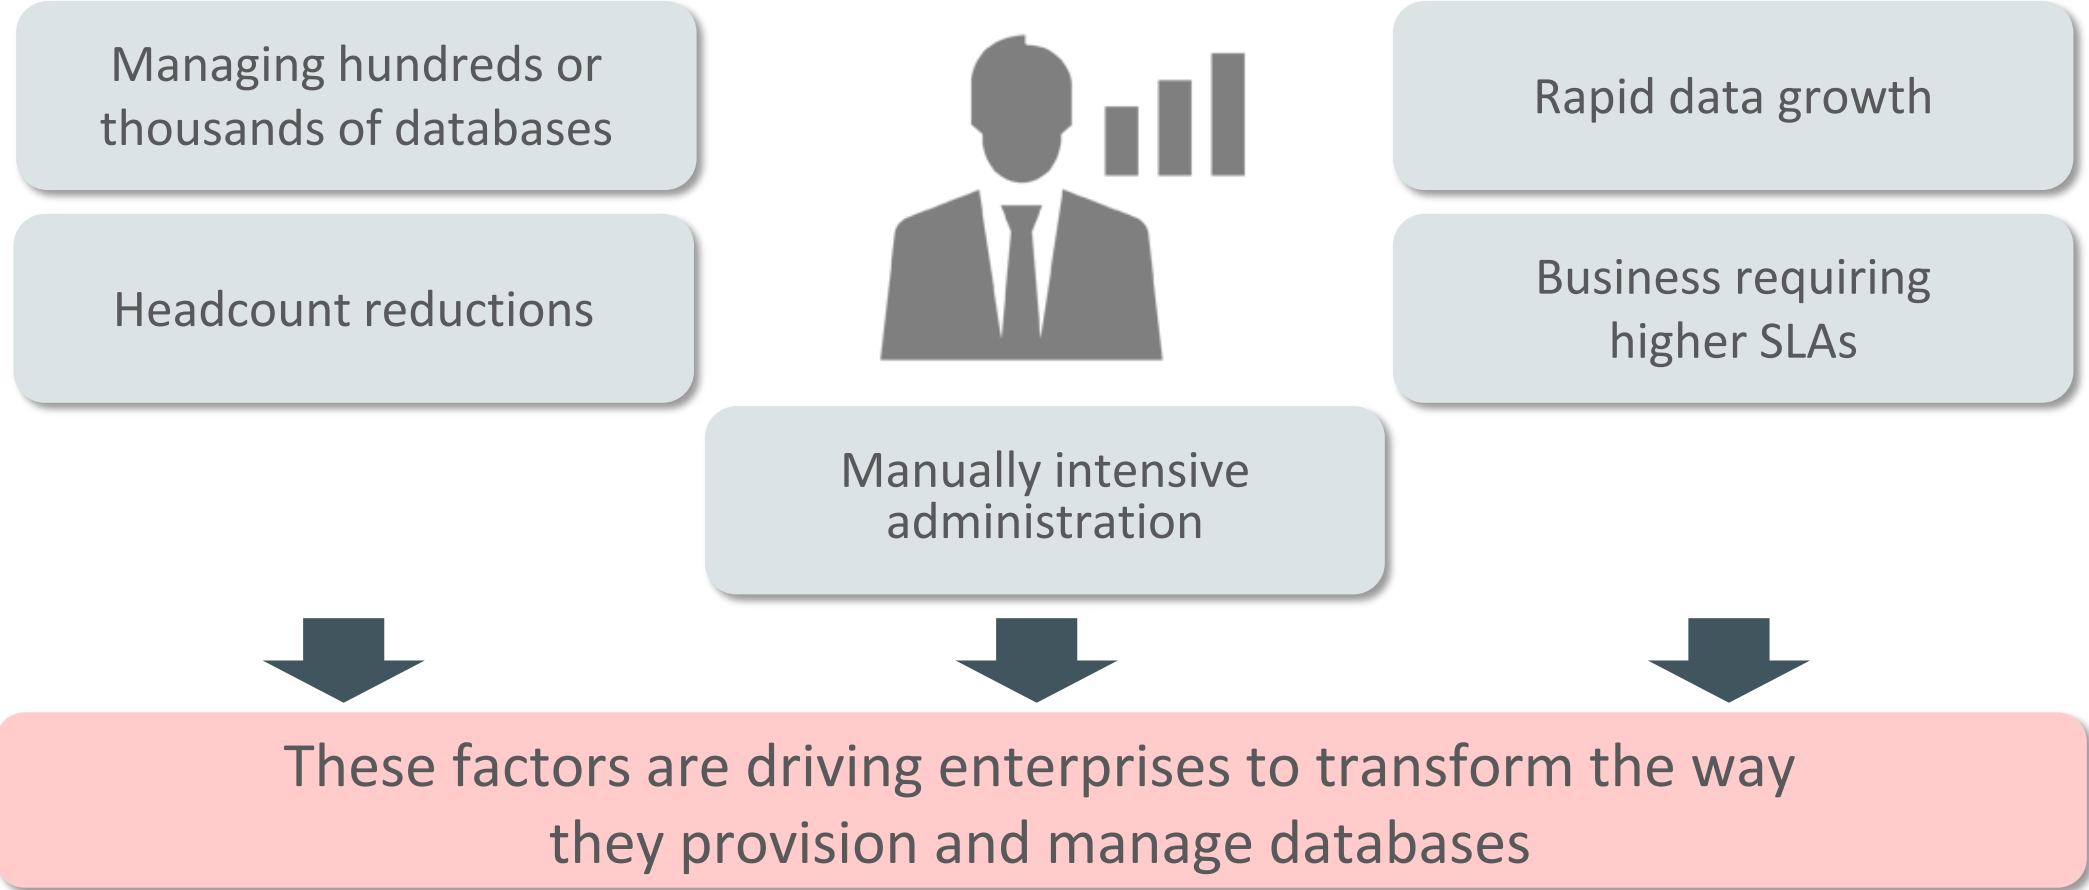 Managing hundreds or
thousands of databases
Headcount reductions
Rapid data growth
Business requiring
higher SLAs
Manually intensive
administration
These factors are driving enterprises to transform the way
they provision and manage databases